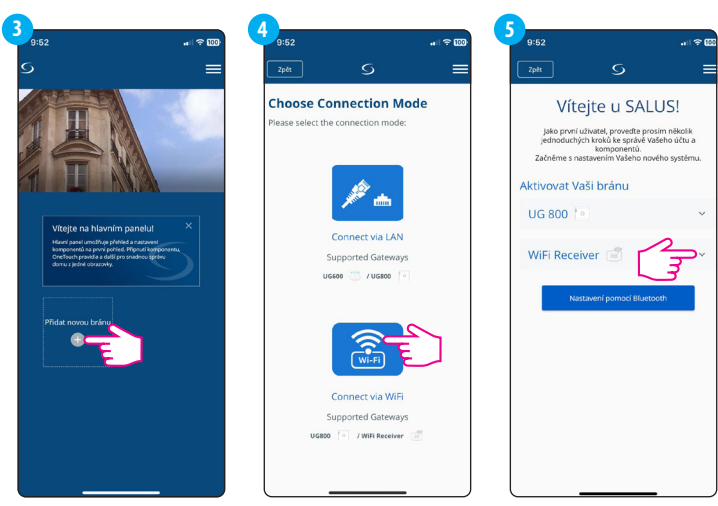 3
9:52
100
Vítejte na hlavním panelu!
Hlavní panel umožňuje přehled a nastavení
komponentů na první pohled. Připnutí komponentu,
OneTouch pravidla a další pro snadnou správu
domu z jedné obrazovky.
Přidat novou bránu
4
9:52
100
Zpět
Choose Connection Mode
Please select the connection mode:
Connect via LAN
Supported Gateways
UG600 / UG800
Wi-Fi
Connect via WiFi
Supported Gateways
UG800 / WiFi Receiver
5
9:52
100
Zpět
Vítejte u SALUS!
Jako první uživatel, proveďte prosím několik
jednoduchých kroků ke správě Vašeho účtu a
komponentů.
Začněme s nastavením Vašeho nového systému.
Aktivovat Vaši bránu
UG 800
WiFi Receiver
Nastavení pomocí Bluetooth